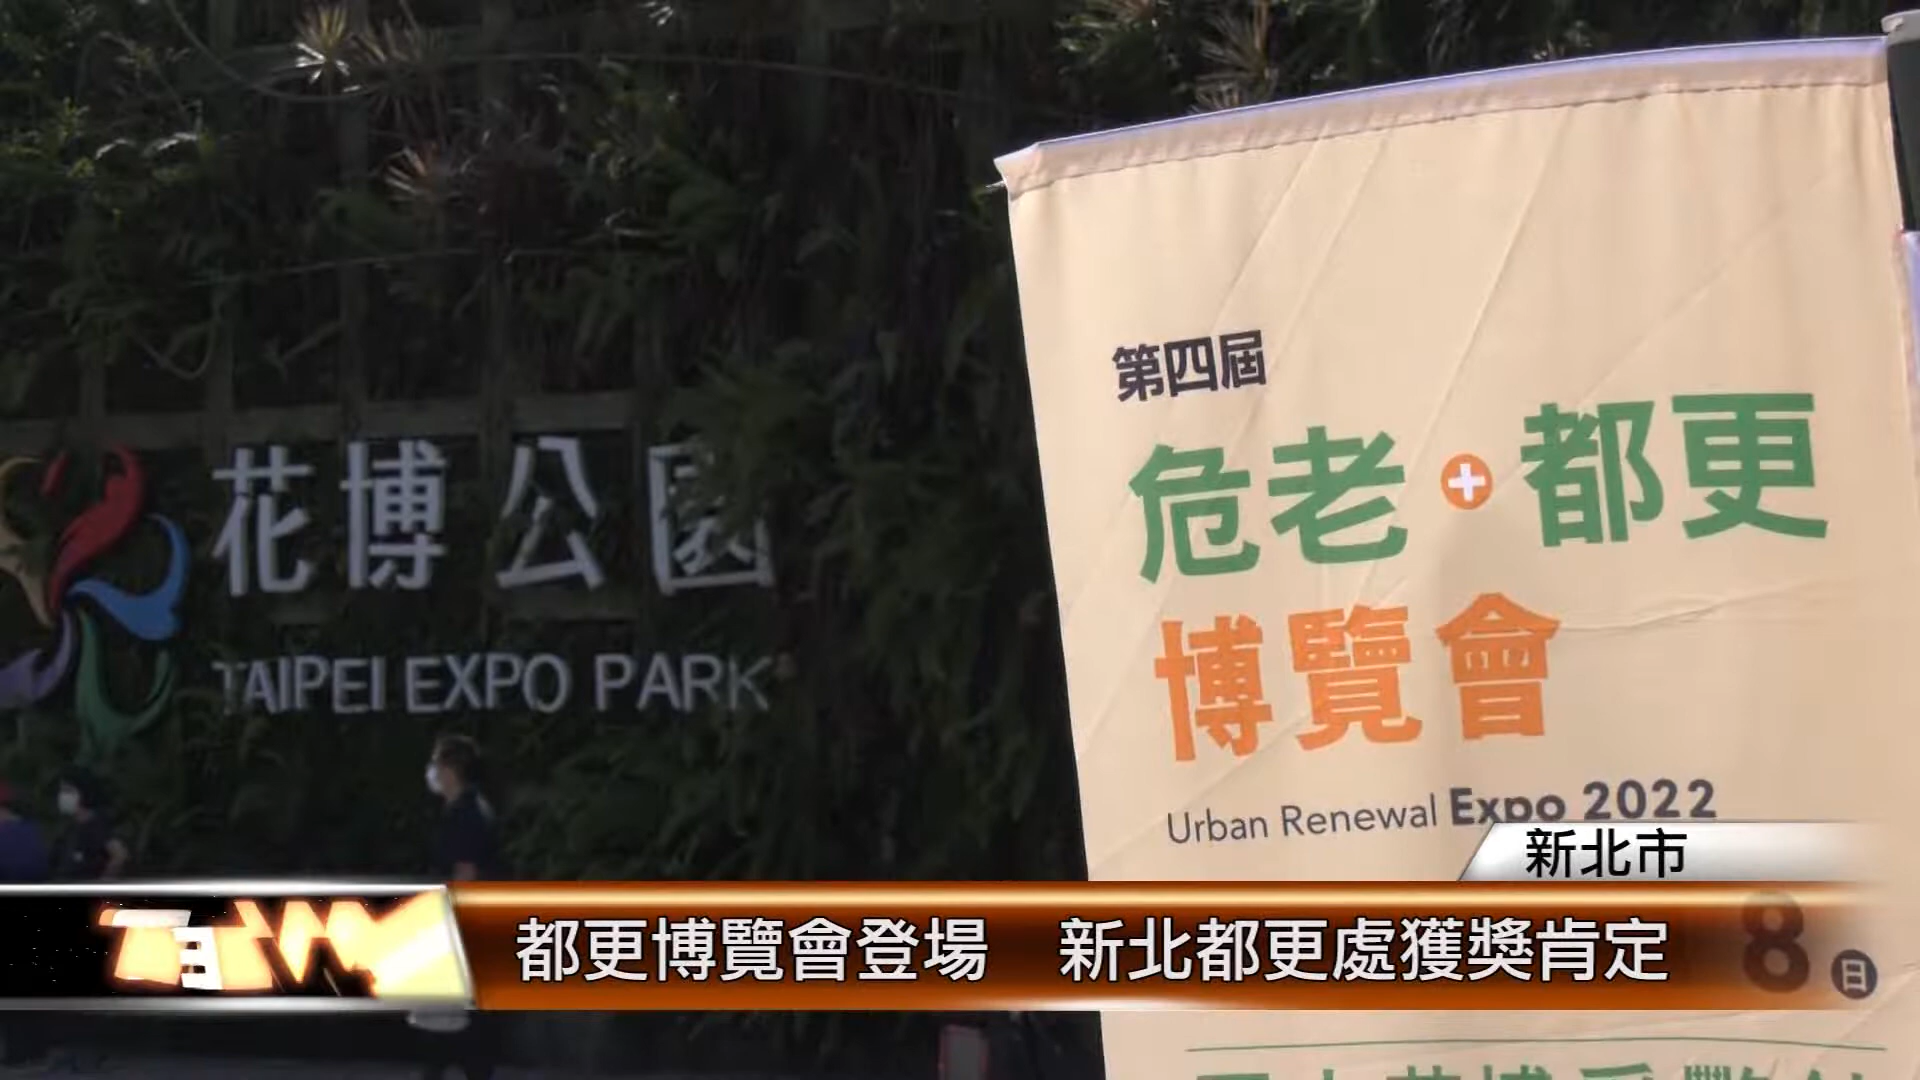 花博公園
TAIPEI EXPO PARK
第四屆
危老+都更
博覽會
Urban Renewal Expo 2022
新北市
都更博覽會登場 新北都更處獲獎肯定
8日